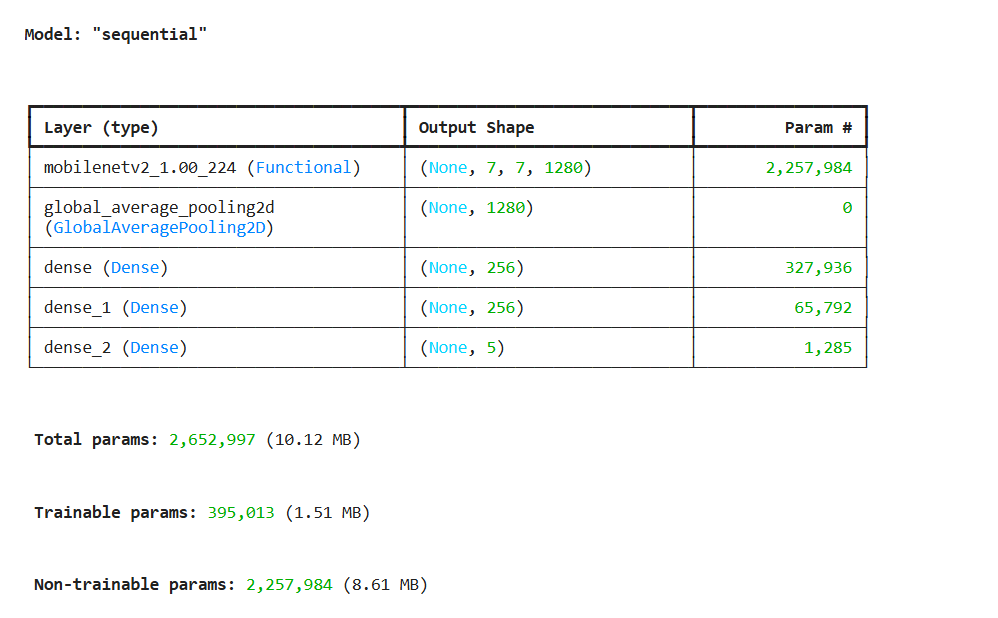 Model: "sequential"
Layer (type) Output Shape Param #
mobilenetv2_1.00_224 (Functional) (None, 7, 7, 1280) 2,257,984
global_average_pooling2d (None, 1280) 0
(GlobalAveragePooling2D)
dense (Dense) (None, 256) 327,936
dense_1 (Dense) (None, 256) 65,792
dense_2 (Dense) (None, 5) 1,285
Total params: 2,652,997 (10.12 MB)
Trainable params: 395,013 (1.51 MB)
Non-trainable params: 2,257,984 (8.61 MB)